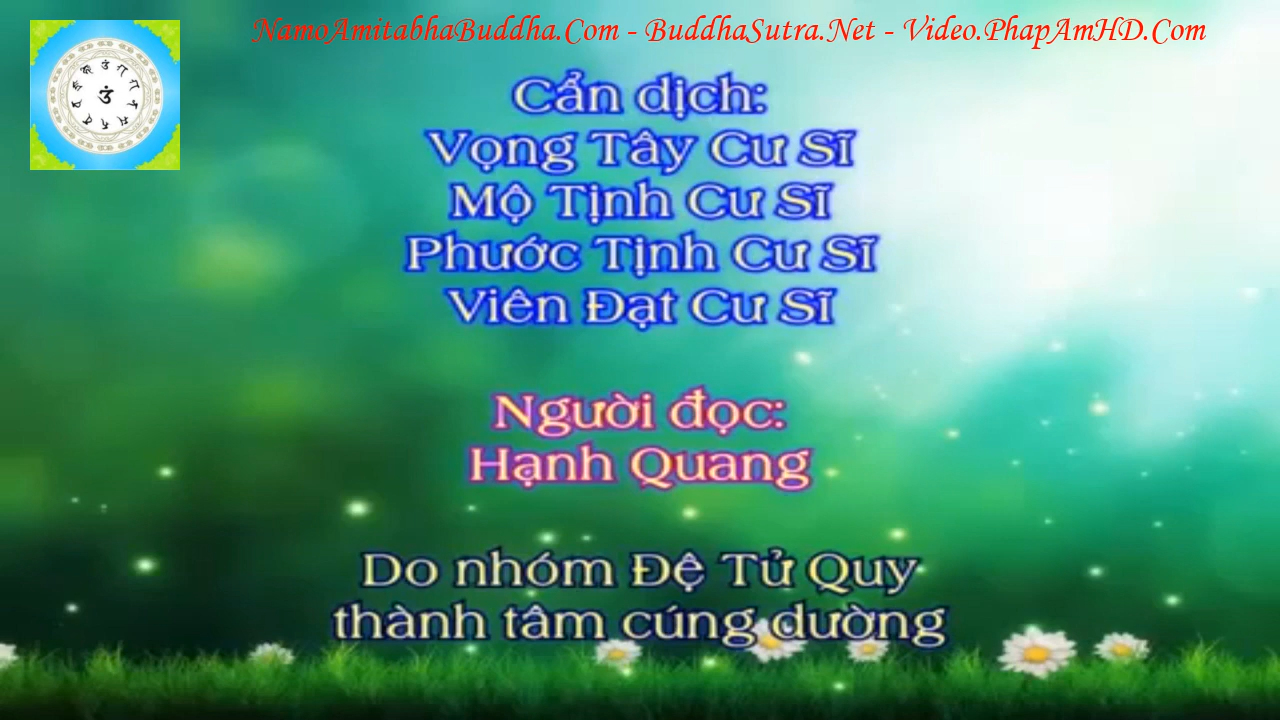 NamoAmitabhaBuddha.Com - BuddhaSutra.Net - Video.PhapAmHD.Com
Cẩn dịch:
Vọng Tây Cư Sĩ
Mộ Tịnh Cư Sĩ
Phước Tịnh Cư Sĩ
Viên Đạt Cư Sĩ
Người đọc:
Hạnh Quang
Do nhóm Đệ Tử Quy
thành tâm cúng dường